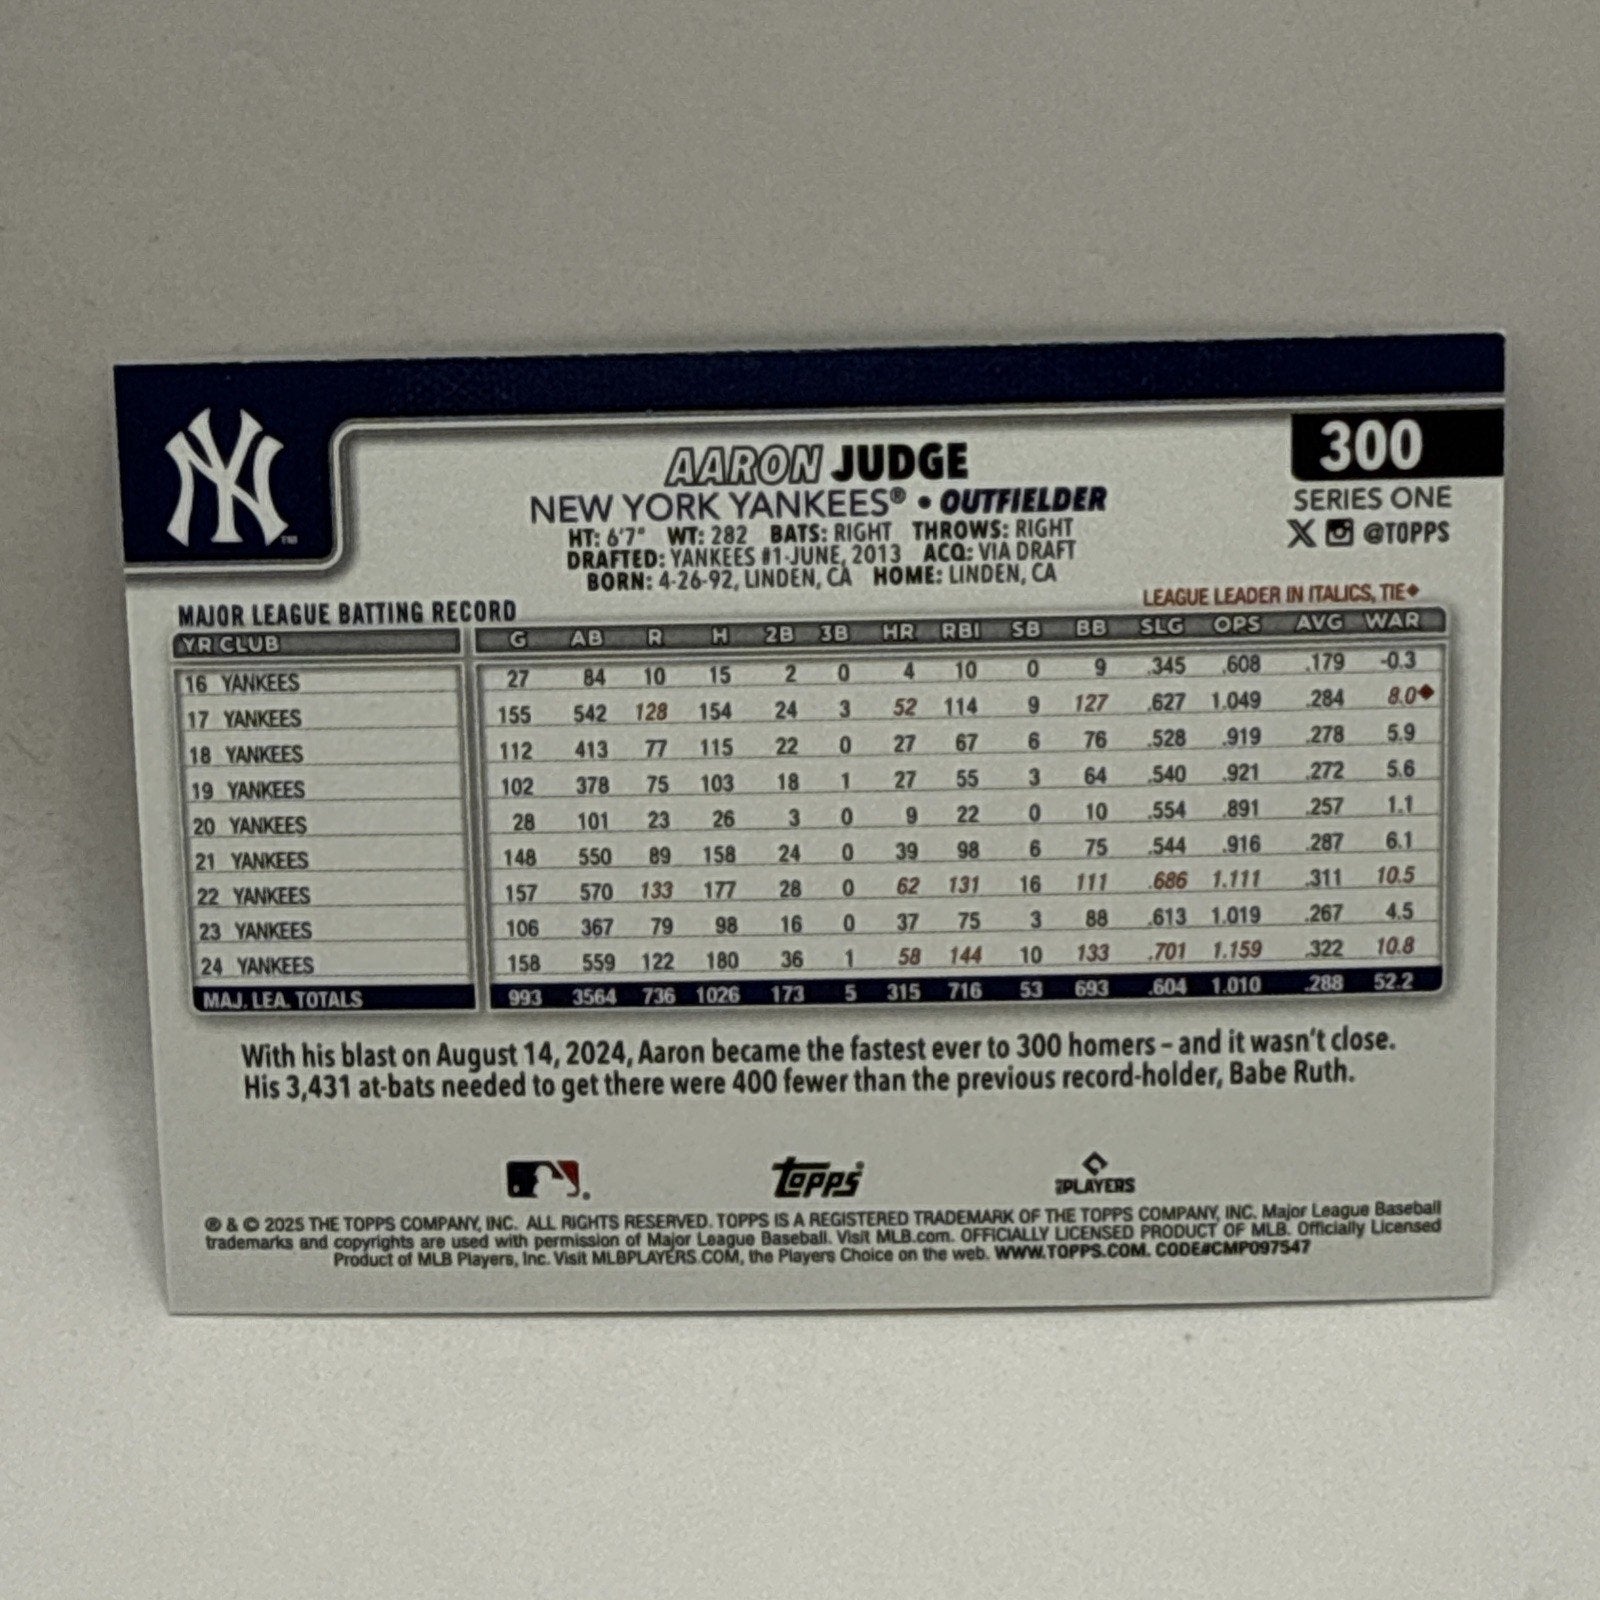 NY
TM
AARON JUDGE
300
NEW YORK YANKEES® • OUTFIELDER
SERIES ONE
HT: 6'7" WT: 282 BATS: RIGHT THROWS: RIGHT
@TOPPS
DRAFTED: YANKEES #1-JUNE, 2013 ACQ: VIA DRAFT
BORN: 4-26-92, LINDEN, CA HOME: LINDEN, CA
LEAGUE LEADER IN ITALICS, TIE◆
MAJOR LEAGUE BATTING RECORD
YR CLUB G AB R H 2B 3B HR RBI SB BB SLG OPS AVG WAR
16 YANKEES 27 84 10 15 2 0 4 10 0 9 .345 .608 .179 -0.3
17 YANKEES 155 542 128 154 24 3 52 114 9 127 .627 1.049 .284 8.0◆
18 YANKEES 112 413 77 115 22 0 27 67 6 76 .528 .919 .278 5.9
19 YANKEES 102 378 75 103 18 1 27 55 3 64 .540 .921 .272 5.6
20 YANKEES 28 101 23 26 3 0 9 22 0 10 .554 .891 .257 1.1
21 YANKEES 148 550 89 158 24 0 39 98 6 75 .544 .916 .287 6.1
22 YANKEES 157 570 133 177 28 0 62 131 16 111 .686 1.111 .311 10.5
23 YANKEES 106 367 79 98 16 0 37 75 3 88 .613 1.019 .267 4.5
24 YANKEES 158 559 122 180 36 1 58 144 10 133 .701 1.159 .322 10.8
MAJ. LEA. TOTALS 993 3564 736 1026 173 5 315 716 53 693 .604 1.010 .288 52.2
With his blast on August 14, 2024, Aaron became the fastest ever to 300 homers – and it wasn't close.
His 3,431 at-bats needed to get there were 400 fewer than the previous record-holder, Babe Ruth.
Topps®
PLAYERS
® & © 2025 THE TOPPS COMPANY, INC. ALL RIGHTS RESERVED. TOPPS IS A REGISTERED TRADEMARK OF THE TOPPS COMPANY, INC. Major League Baseball
trademarks and copyrights are used with permission of Major League Baseball. Visit MLB.com. OFFICIALLY LICENSED PRODUCT OF MLB. Officially Licensed
Product of MLB Players, Inc. Visit MLBPLAYERS.COM, the Players Choice on the web. WWW.TOPPS.COM. CODE#CMP097547